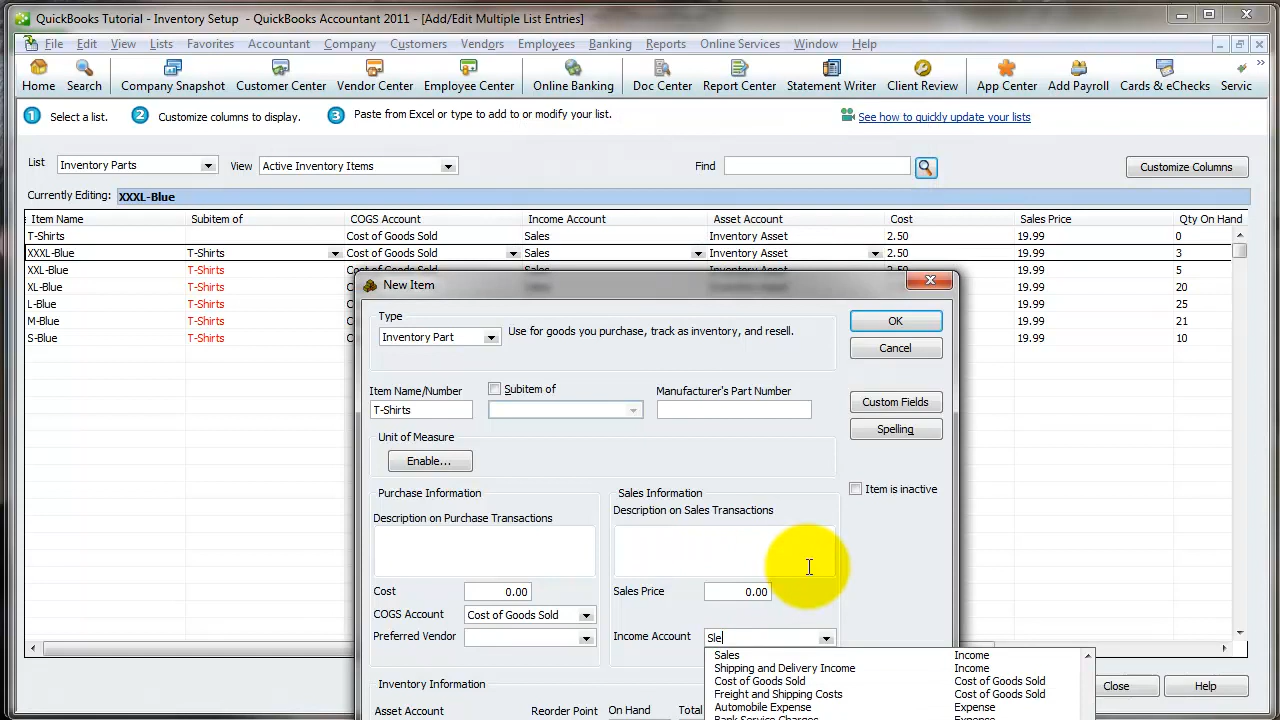 QuickBooks Tutorial - Inventory Setup - QuickBooks Accountant 2011 - [Add/Edit Multiple List Entries]
File Edit View Lists Favorites Accountant Company Customers Vendors Employees Banking Reports Online Services Window Help
Home Search Company Snapshot Customer Center Vendor Center Employee Center Online Banking Doc Center Report Center Statement Writer Client Review App Center Add Payroll Cards & eChecks Servic
1 Select a list. 2 Customize columns to display. 3 Paste from Excel or type to add to or modify your list. See how to quickly update your lists
List Inventory Parts View Active Inventory Items Find Customize Columns
Currently Editing: XXXL-Blue
Item Name Subitem of COGS Account Income Account Asset Account Cost Sales Price Qty On Hand
T-Shirts Cost of Goods Sold Sales Inventory Asset 2.50 19.99 0
XXXL-Blue T-Shirts Cost of Goods Sold Sales Inventory Asset 2.50 19.99 3
XXL-Blue T-Shirts Cost of Goods Sold Sales Inventory Asset 2.50 19.99 5
XL-Blue T-Shirts 19.99 20
L-Blue T-Shirts 19.99 25
M-Blue T-Shirts 19.99 21
S-Blue T-Shirts 19.99 10
New Item
Type
Inventory Part Use for goods you purchase, track as inventory, and resell.
OK
Cancel
Item Name/Number Subitem of Manufacturer's Part Number
T-Shirts
Custom Fields
Spelling
Unit of Measure
Enable...
Item is inactive
Purchase Information Sales Information
Description on Purchase Transactions Description on Sales Transactions
Cost 0.00 Sales Price 0.00
COGS Account Cost of Goods Sold
Preferred Vendor Income Account Sle
Sales Income
Shipping and Delivery Income Income
Cost of Goods Sold Cost of Goods Sold
Freight and Shipping Costs Cost of Goods Sold
Automobile Expense Expense
Bank Service Charges Expense
Inventory Information
Asset Account Reorder Point On Hand Total
Close Help